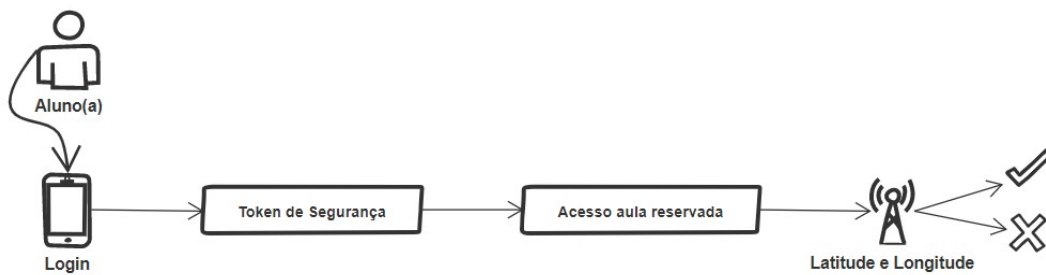 Aluno(a)
Login
Token de Segurança
Acesso aula reservada
Latitude e Longitude